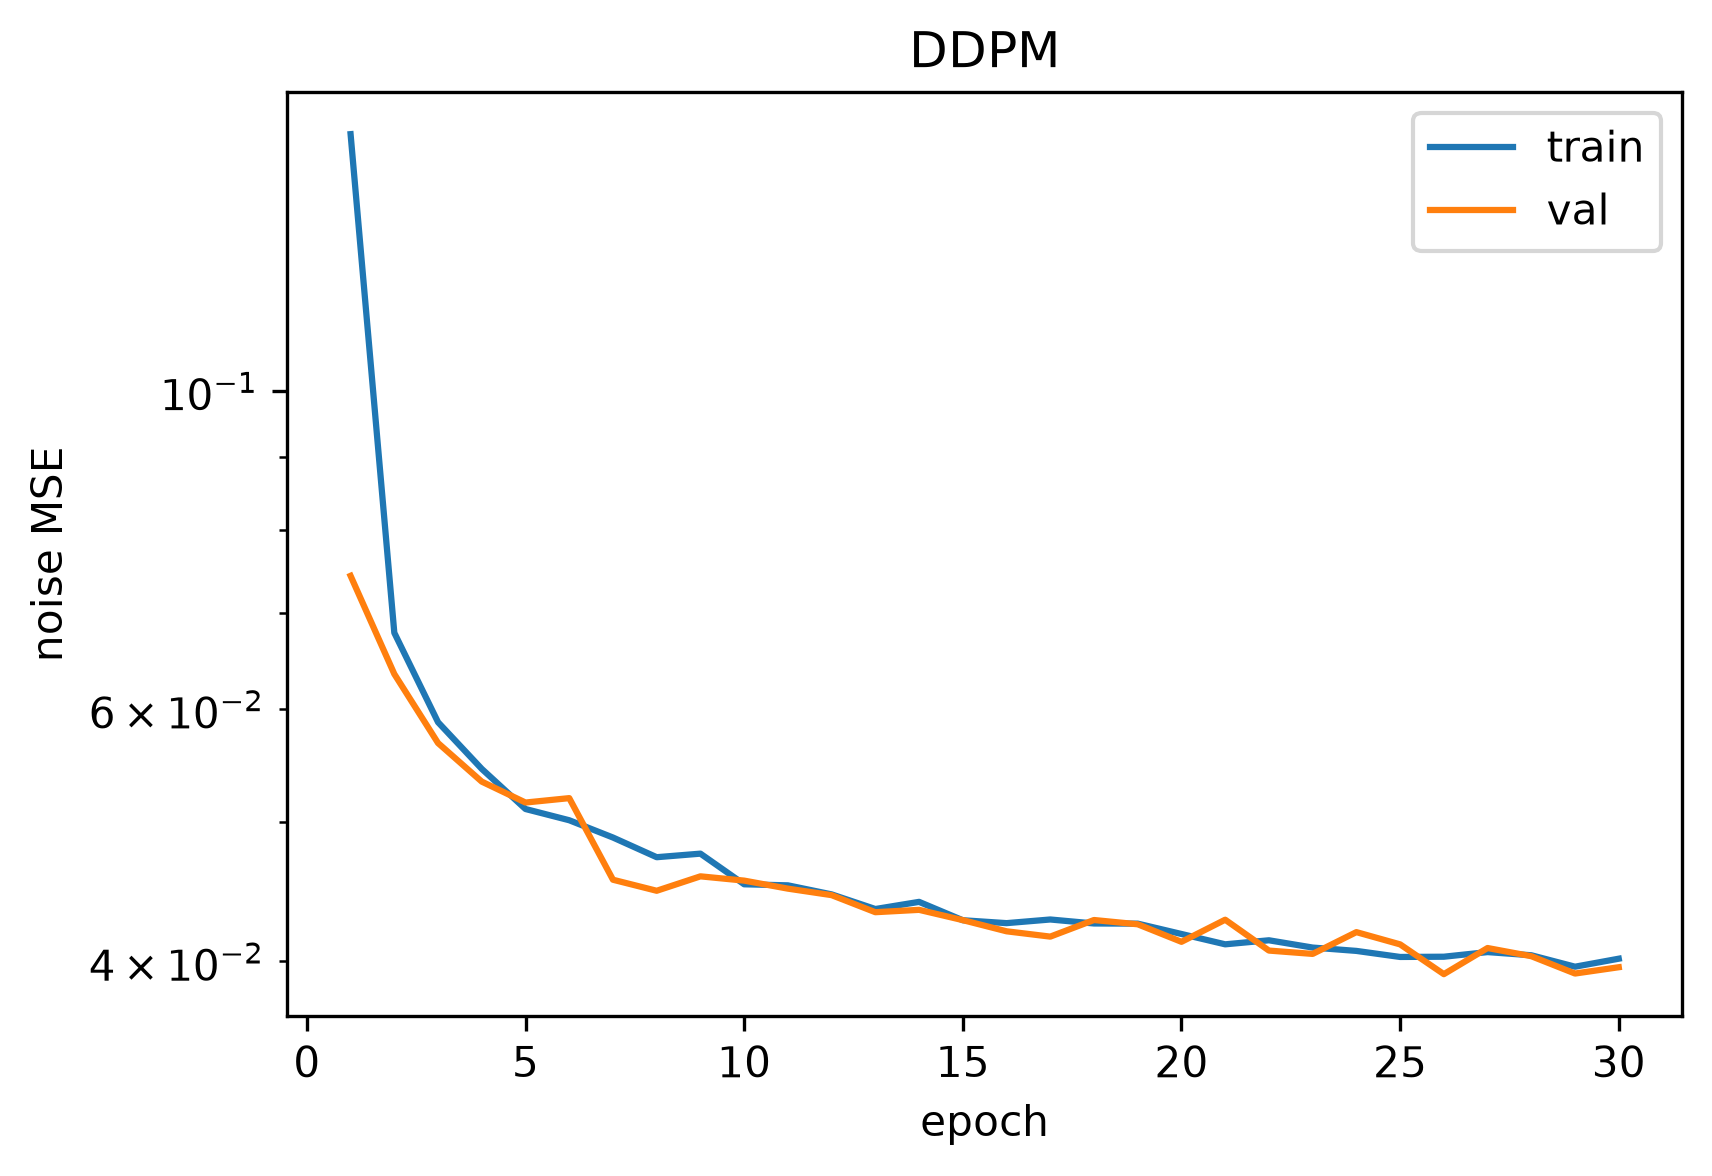 DDPM
train
val
10⁻¹
6 × 10⁻²
4 × 10⁻²
noise MSE
0 5 10 15 20 25 30
epoch